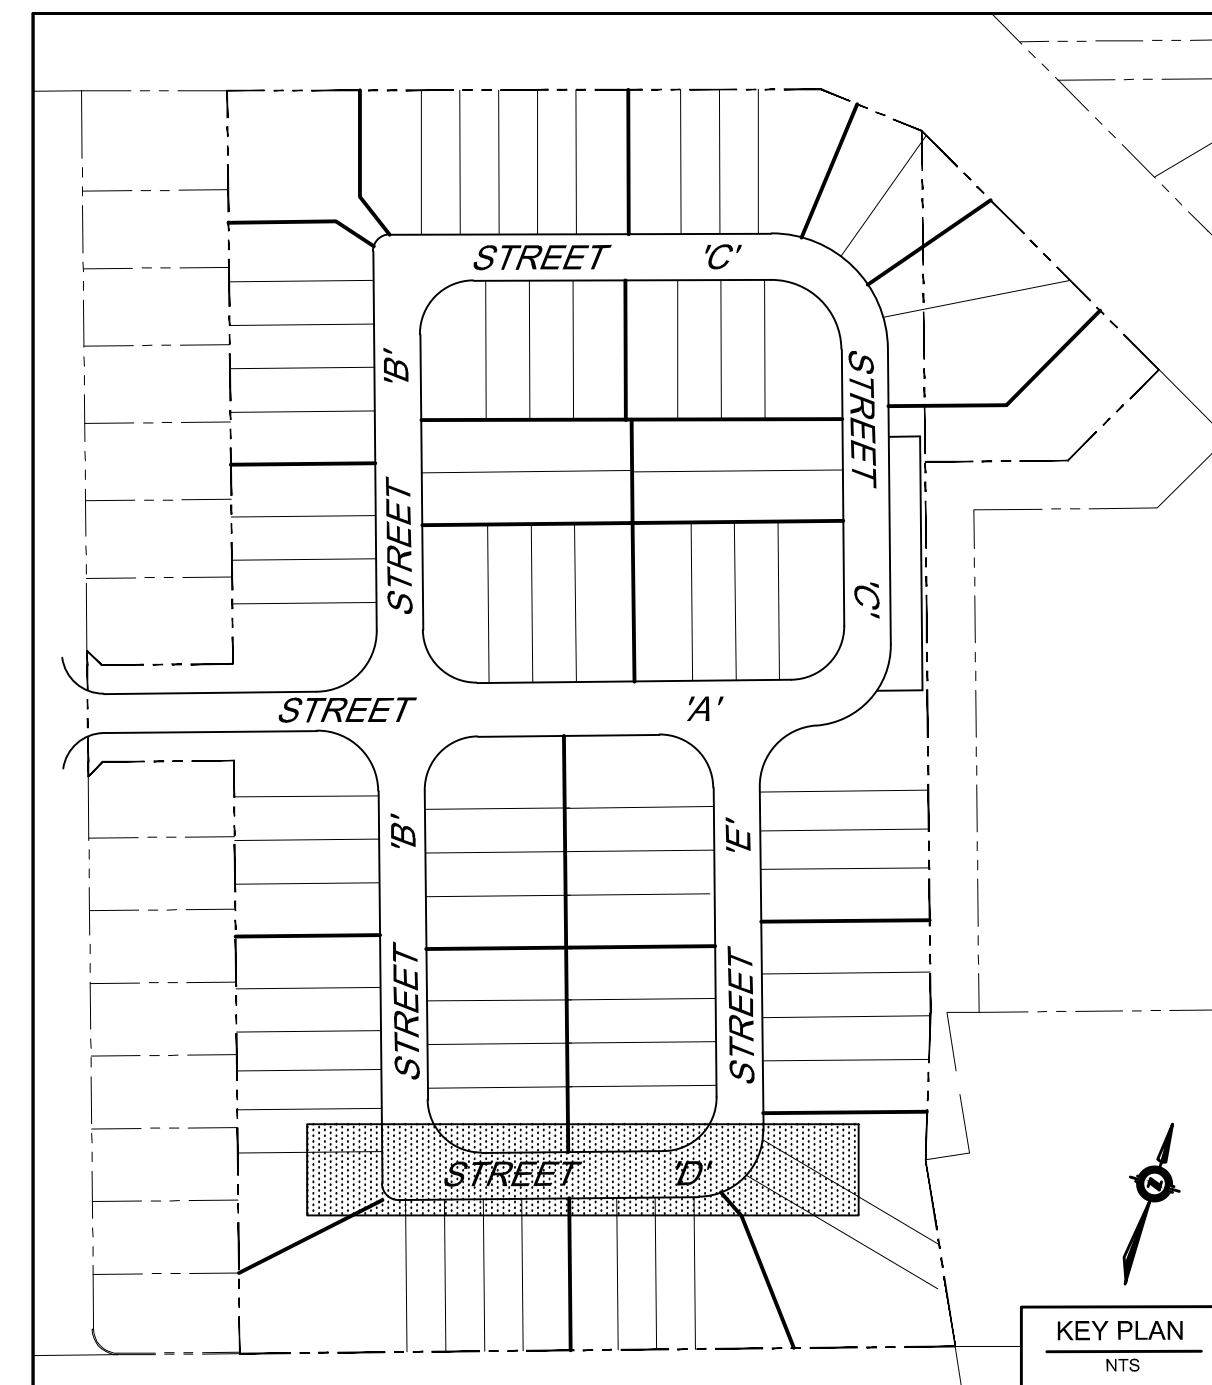 STREET 'C'
'B'
STREET
STREET
'C'
STREET 'A'
'B'
'E'
STREET
STREET
STREET 'D'
Z
KEY PLAN
NTS